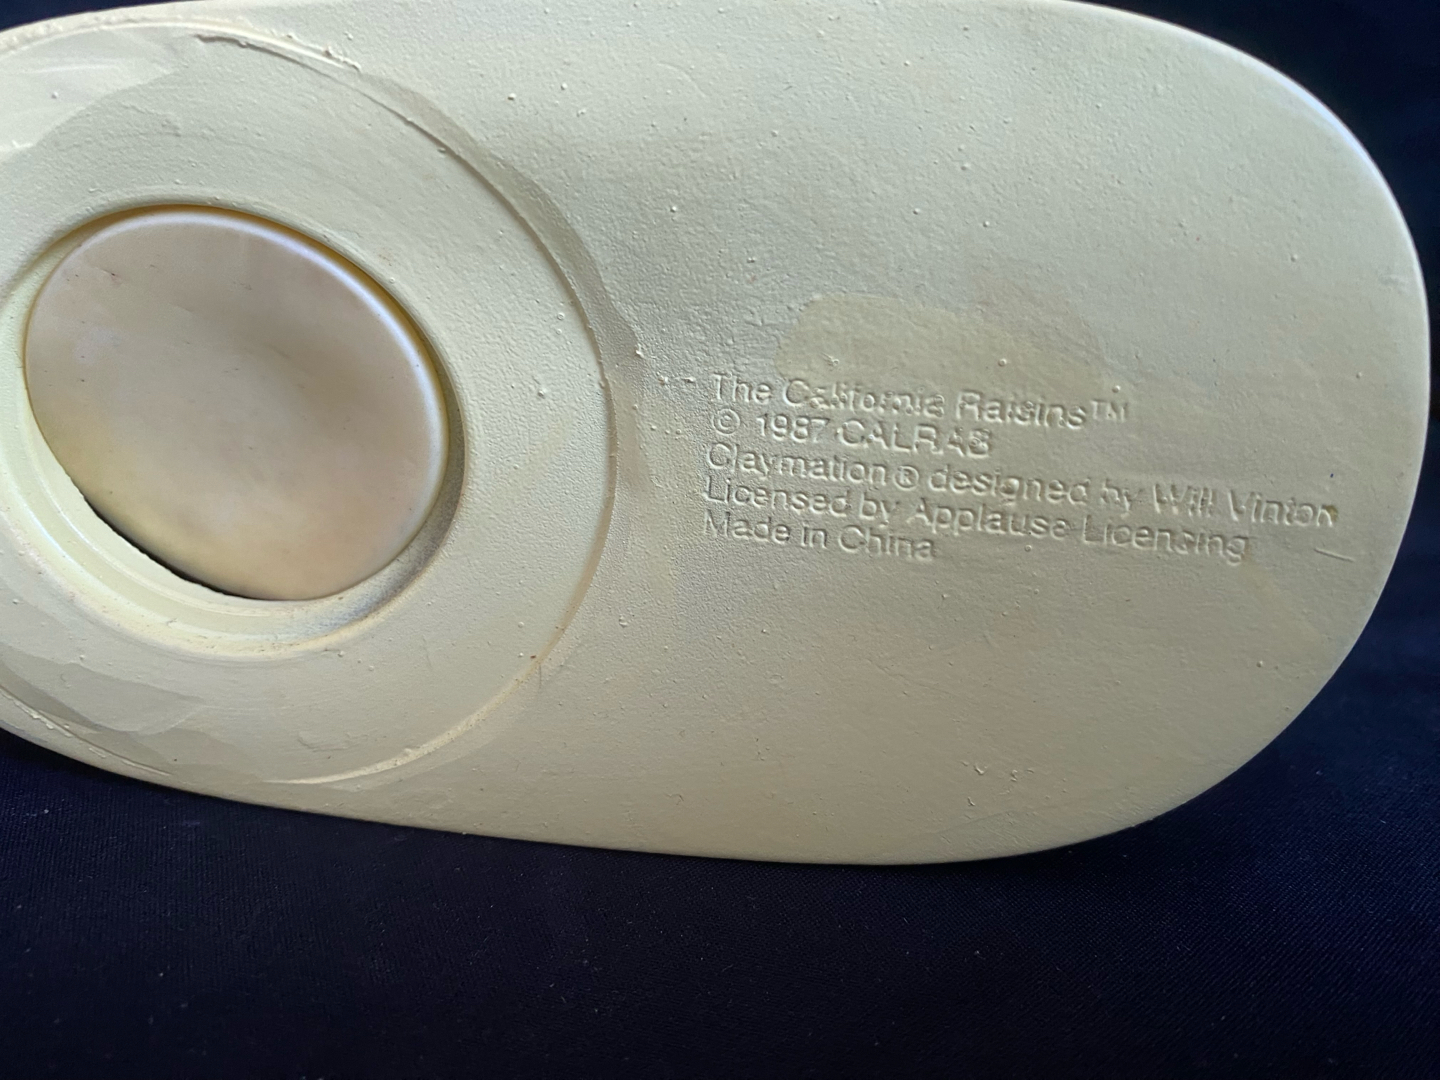 The California Raisins™
© 1987 CALRAB
Claymation® designed by Will Vinton
Licensed by Applause Licensing
Made in China